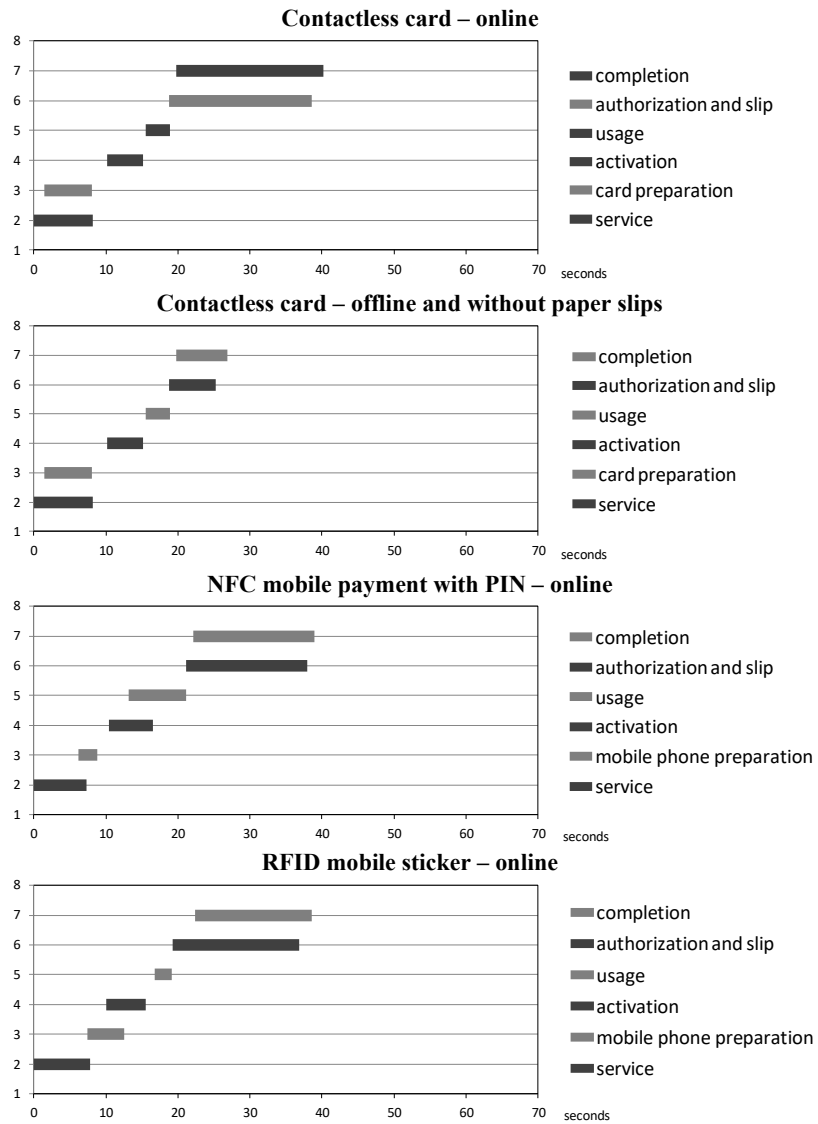 Contactless card – online
8
7
6
5
4
3
2
1
0 10 20 30 40 50 60 70 seconds
completion
authorization and slip
usage
activation
card preparation
service
Contactless card – offline and without paper slips
8
7
6
5
4
3
2
1
0 10 20 30 40 50 60 70 seconds
completion
authorization and slip
usage
activation
card preparation
service
NFC mobile payment with PIN – online
8
7
6
5
4
3
2
1
0 10 20 30 40 50 60 70 seconds
completion
authorization and slip
usage
activation
mobile phone preparation
service
RFID mobile sticker – online
8
7
6
5
4
3
2
1
0 10 20 30 40 50 60 70 seconds
completion
authorization and slip
usage
activation
mobile phone preparation
service